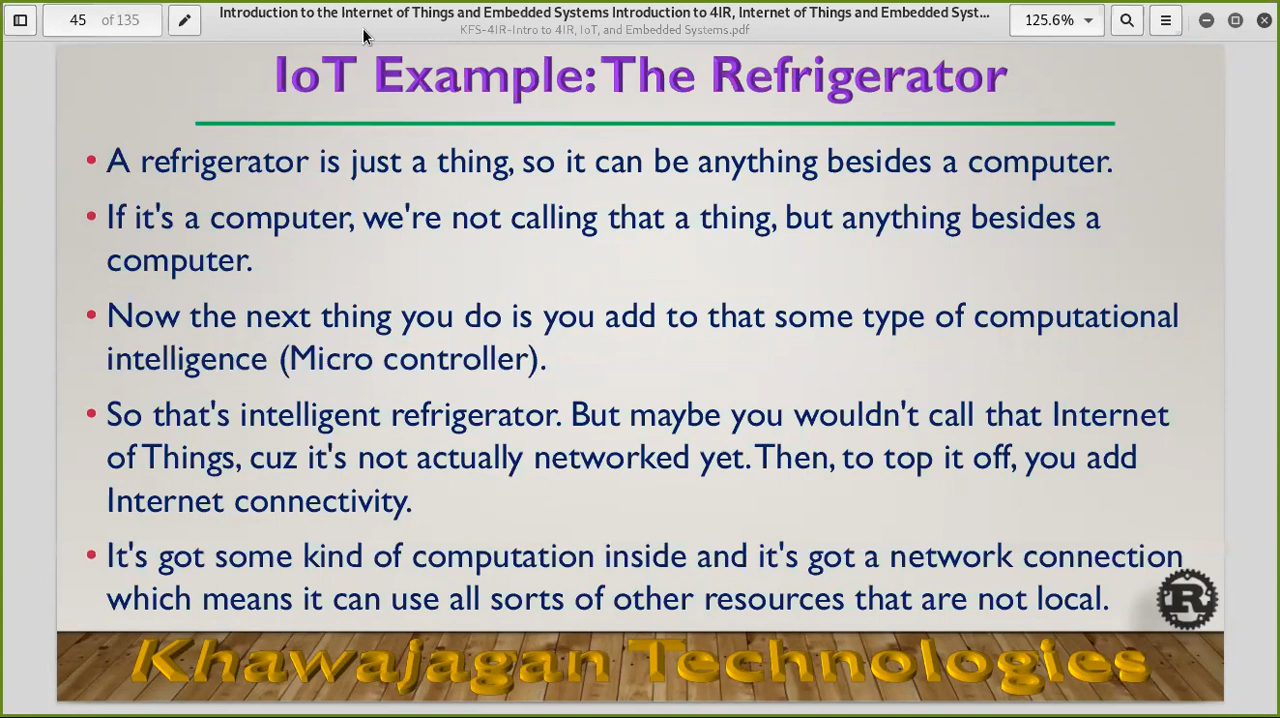 45 of 135
Introduction to the Internet of Things and Embedded Systems Introduction to 4IR, Internet of Things and Embedded Syst...
KFS-4IR-Intro to 4IR, IoT, and Embedded Systems.pdf
125.6%
IoT Example: The Refrigerator
• A refrigerator is just a thing, so it can be anything besides a computer.
• If it's a computer, we're not calling that a thing, but anything besides a
computer.
• Now the next thing you do is you add to that some type of computational
intelligence (Micro controller).
• So that's intelligent refrigerator. But maybe you wouldn't call that Internet
of Things, cuz it's not actually networked yet. Then, to top it off, you add
Internet connectivity.
• It's got some kind of computation inside and it's got a network connection
which means it can use all sorts of other resources that are not local.
R
Khawajagan Technologies